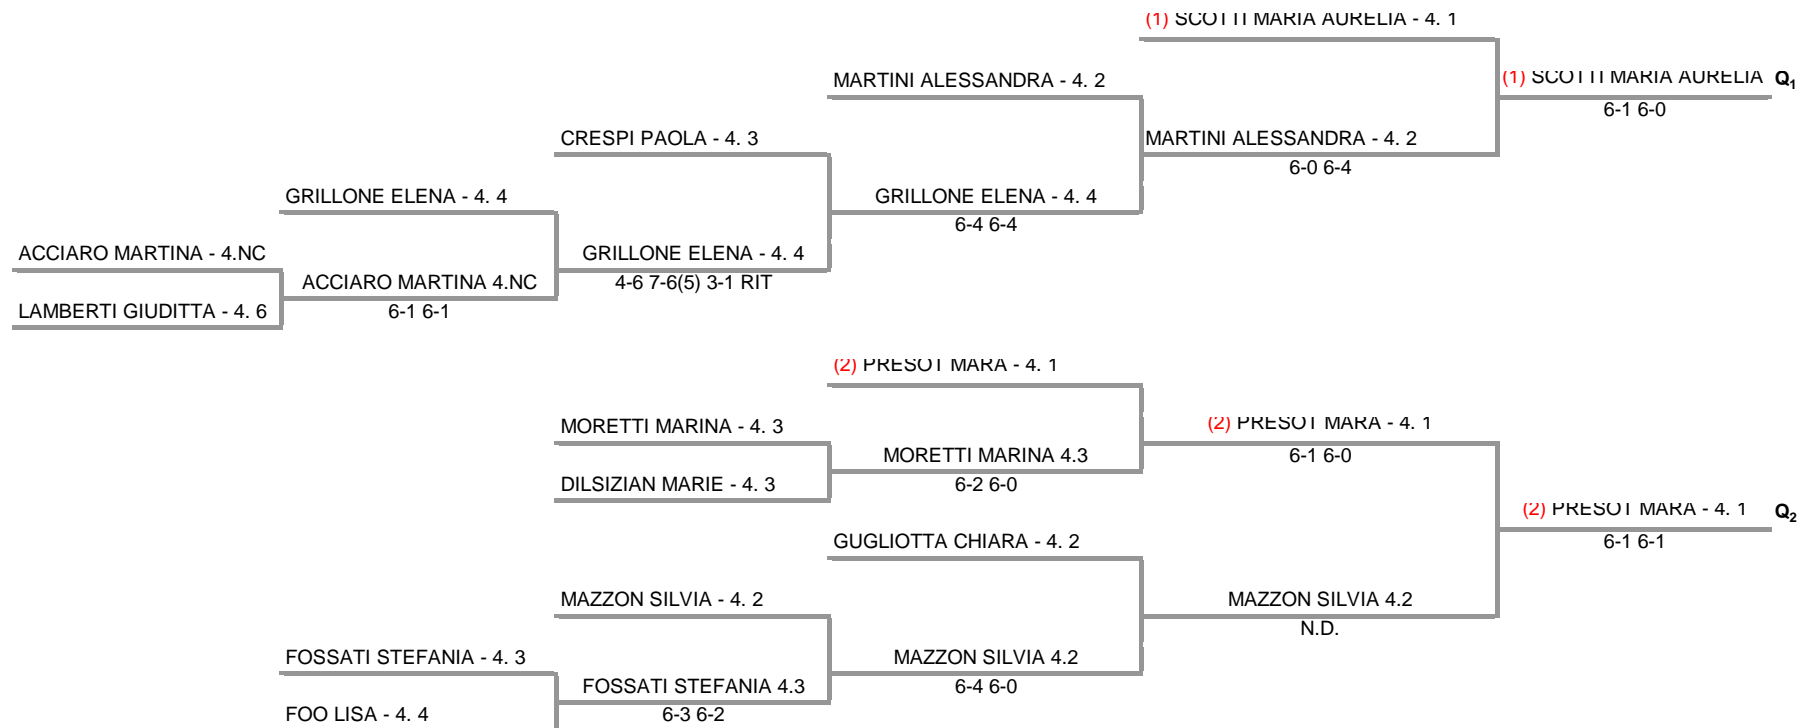 (1) SCOTTI MARIA AURELIA - 4. 1
MARTINI ALESSANDRA - 4. 2
(1) SCOTTI MARIA AURELIA Q1
6-1 6-0
CRESPI PAOLA - 4. 3
MARTINI ALESSANDRA - 4. 2
6-0 6-4
GRILLONE ELENA - 4. 4
GRILLONE ELENA - 4. 4
6-4 6-4
ACCIARO MARTINA - 4.NC
GRILLONE ELENA - 4. 4
4-6 7-6(5) 3-1 RIT
ACCIARO MARTINA 4.NC
6-1 6-1
LAMBERTI GIUDITTA - 4. 6
(2) PRESOT MARA - 4. 1
MORETTI MARINA - 4. 3
(2) PRESOT MARA - 4. 1
6-1 6-0
MORETTI MARINA 4.3
6-2 6-0
DILSIZIAN MARIE - 4. 3
(2) PRESOT MARA - 4. 1 Q2
6-1 6-1
GUGLIOTTA CHIARA - 4. 2
MAZZON SILVIA - 4. 2
MAZZON SILVIA 4.2
N.D.
FOSSATI STEFANIA - 4. 3
MAZZON SILVIA 4.2
6-4 6-0
FOSSATI STEFANIA 4.3
6-3 6-2
FOO LISA - 4. 4